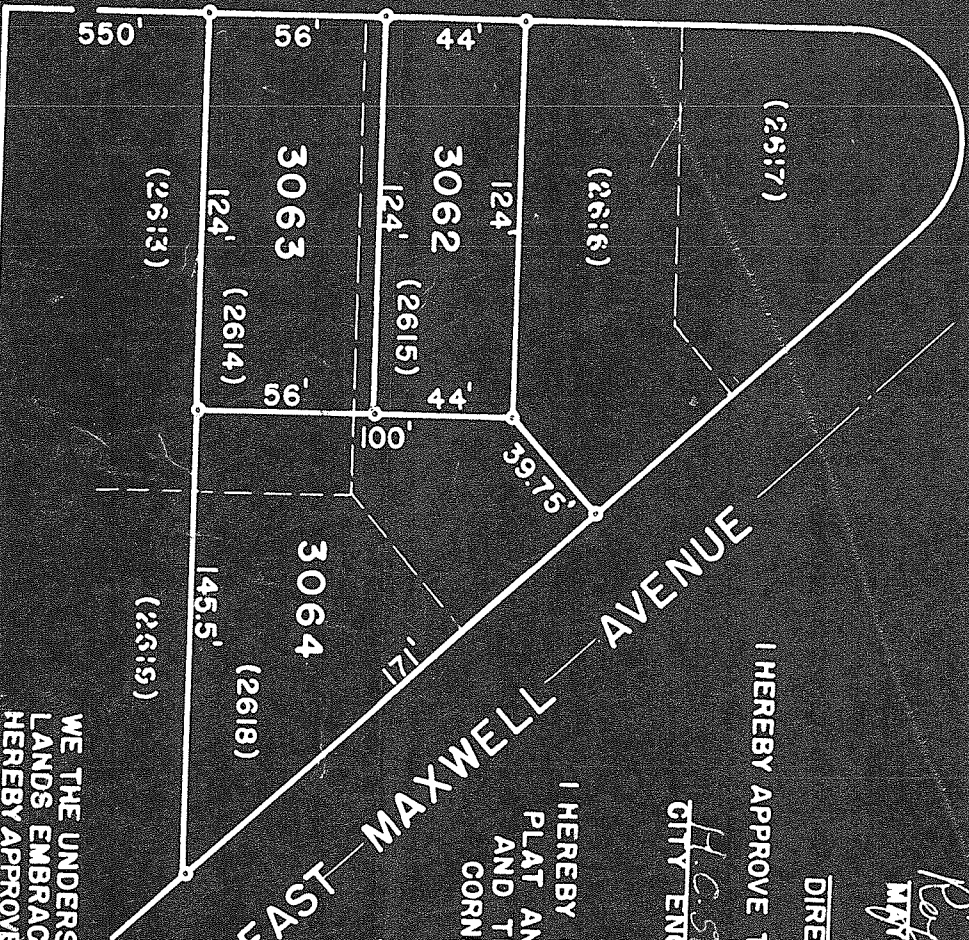 550'
56'
44'
(2617)
3063
3062
124'
(2616)
(2613)
124'
124'
(2614)
(2615)
56'
44'
100'
39.75'
3064
145.5'
(2618)
171'
EAST MAXWELL AVENUE
I HEREBY APPROVE
DIRE
H.C.
CITY ENG
I HEREBY
PLAT AN
AND T
CORN
WE THE UNDERS
LANDS EMBRAC
HEREBY APPROVE